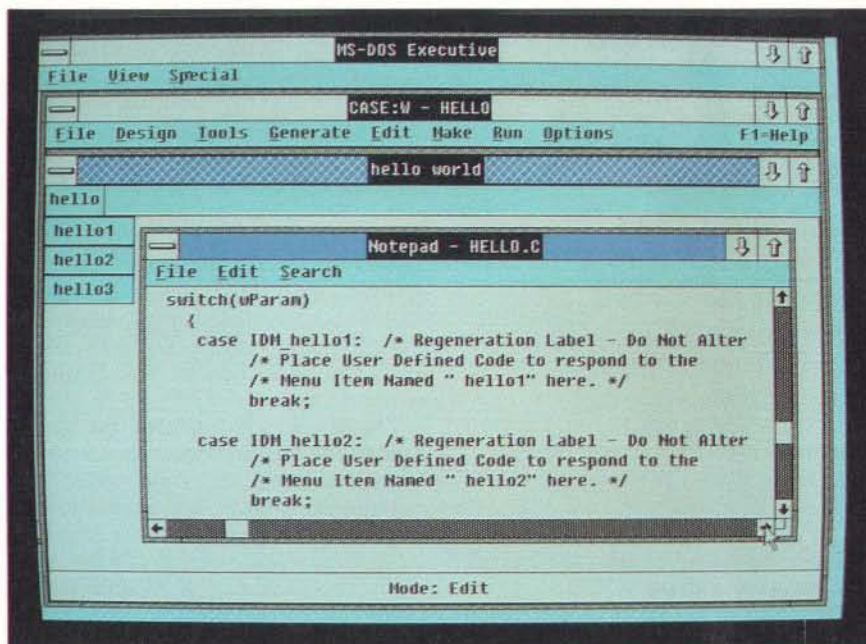 MS-DOS Executive
File View Special
CASE:W - HELLO
File Design Tools Generate Edit Make Run Options F1=Help
hello world
hello
hello1
hello2
hello3
Notepad - HELLO.C
File Edit Search
switch(wParam)
{
case IDM_hello1: /* Regeneration Label - Do Not Alter
/* Place User Defined Code to respond to the
/* Menu Item Named " hello1" here. */
break;
case IDM_hello2: /* Regeneration Label - Do Not Alter
/* Place User Defined Code to respond to the
/* Menu Item Named " hello2" here. */
break;
Mode: Edit